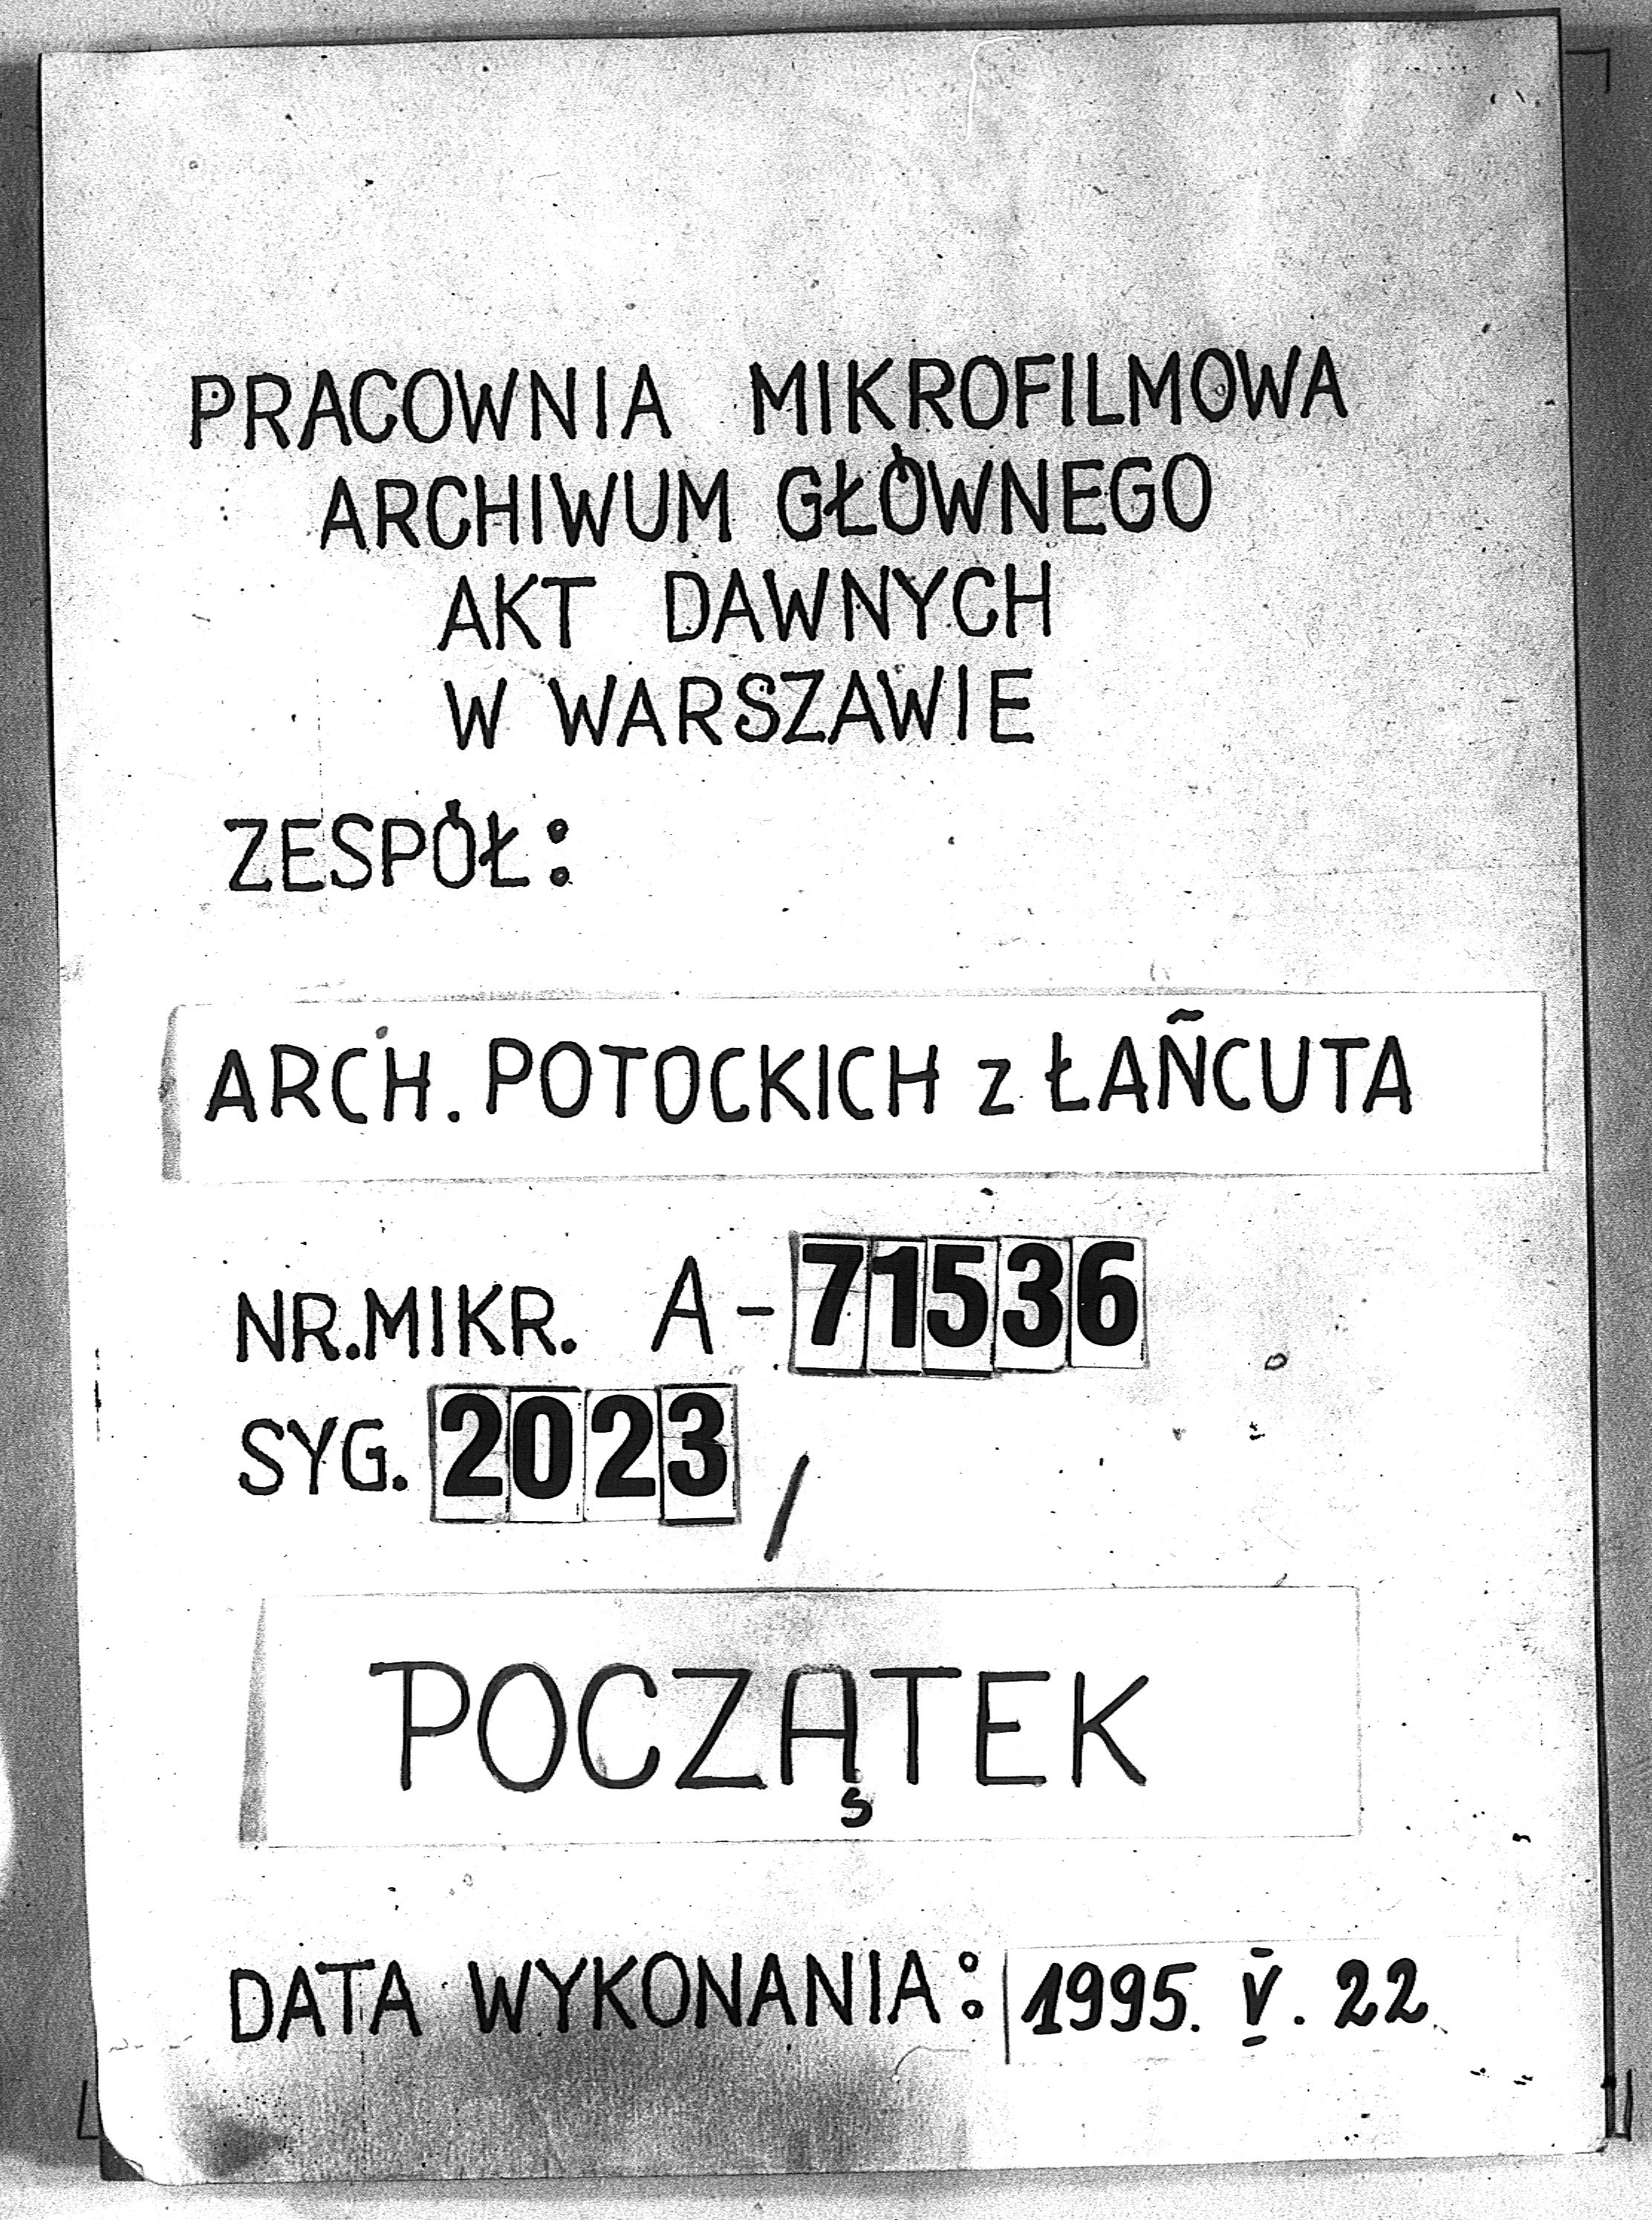 PRACOWNIA MIKROFILMOWA
ARCHIWUM GŁÓWNEGO
AKT DAWNYCH
W WARSZAWIE
ZESPÓŁ:
ARCH. POTOCKICH z ŁAŃCUTA
NR.MIKR. A-71536
SYG. 2023/
POCZĄTEK
DATA WYKONANIA: 1995. V. 22